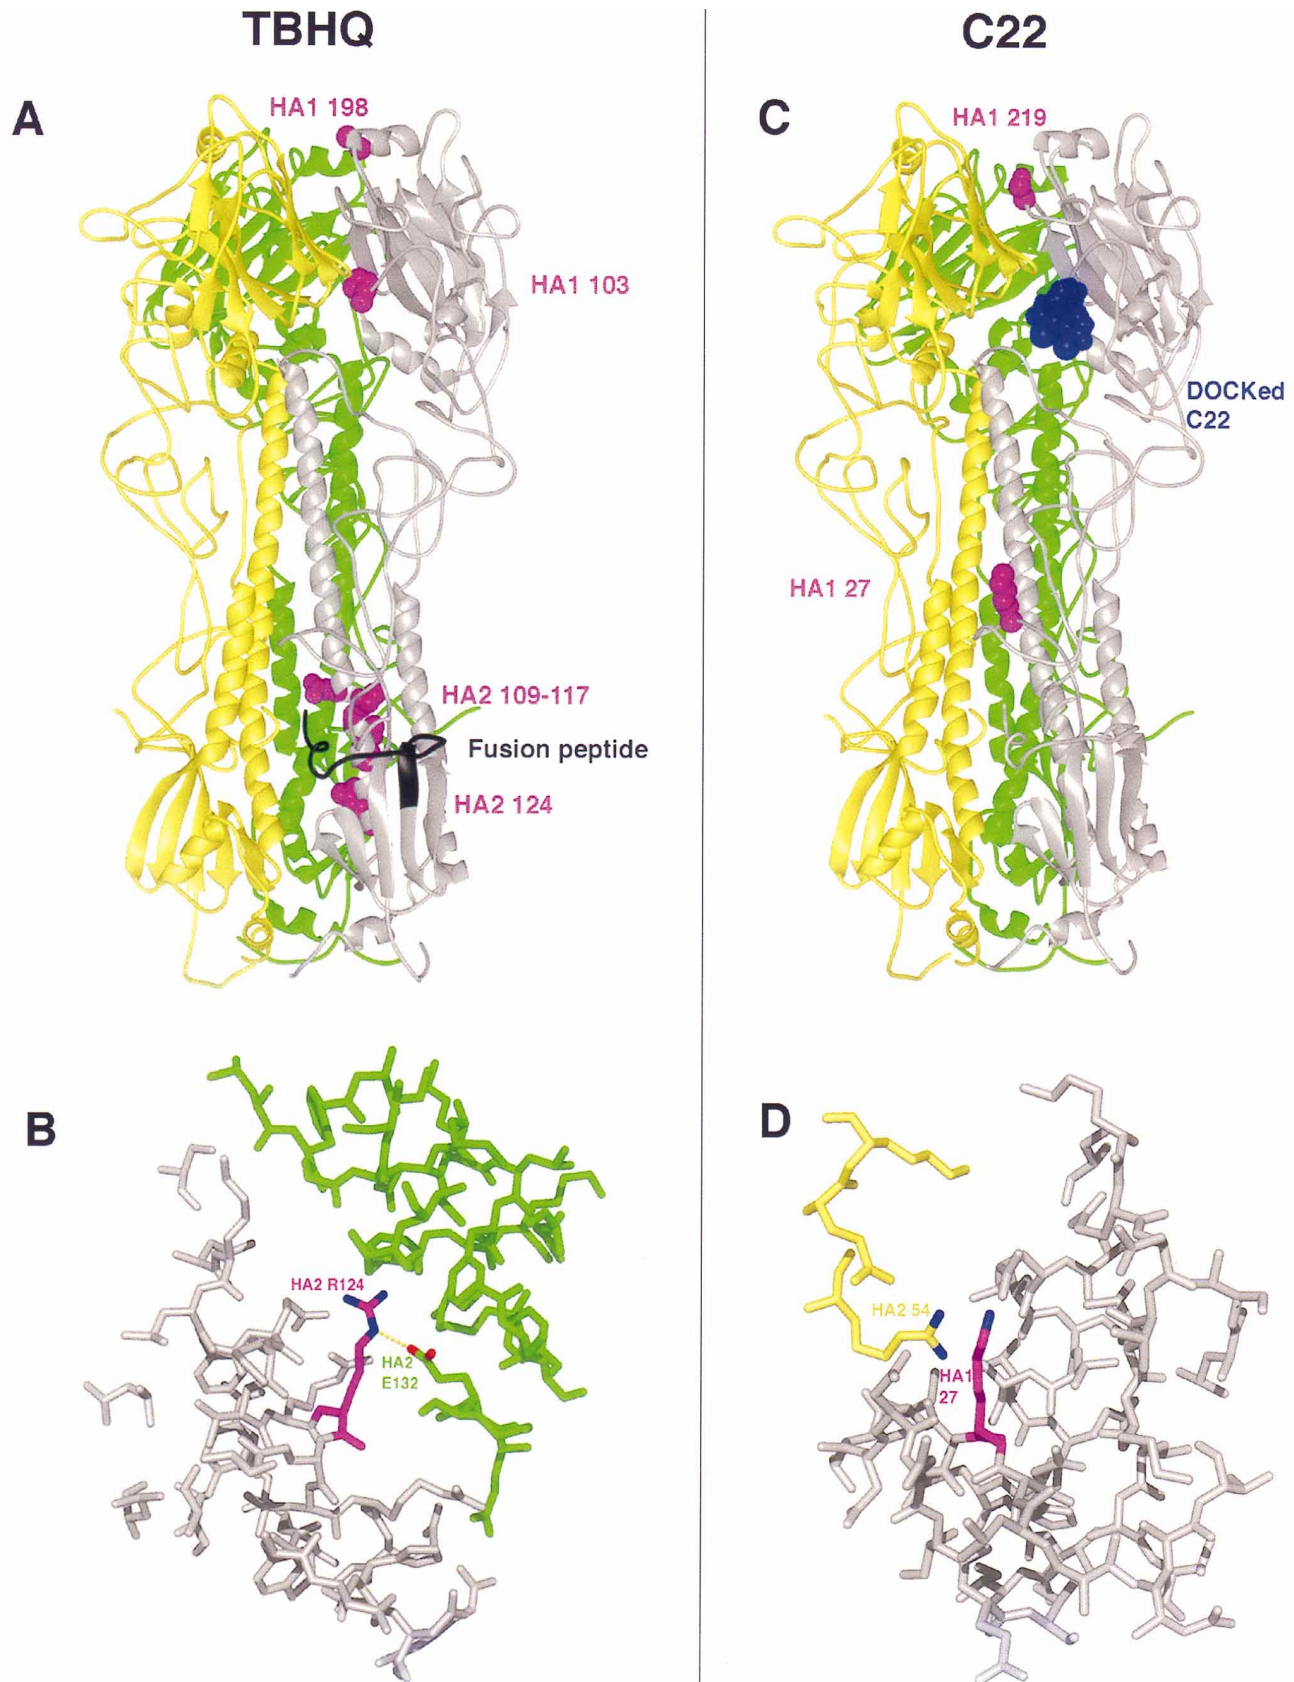 TBHQ
C22
A
HA1 198
HA1 103
HA2 109-117
Fusion peptide
HA2 124
C
HA1 219
DOCKed
C22
HA1 27
B
HA2 R124
HA2
E132
D
HA2 54
HA1
27